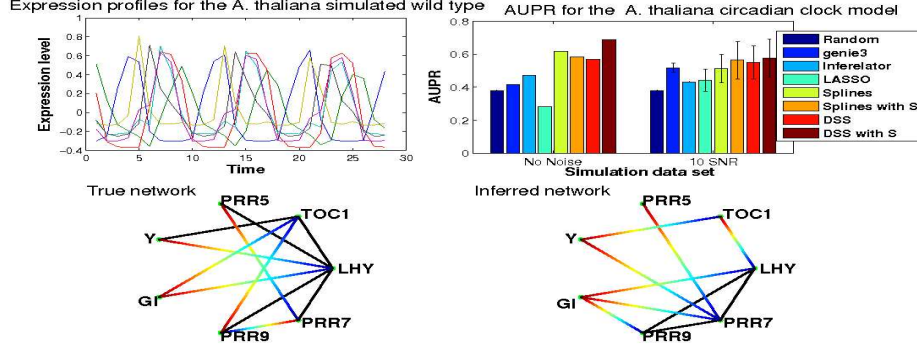 Expression profiles for the A. thaliana simulated wild type
Expression level
1
0.8
0.6
0.4
0.2
0
−0.2
−0.4
0
5
10
15
20
25
30
Time
AUPR for the A. thaliana circadian clock model
AUPR
0.8
0.6
0.4
0.2
0
No Noise
10 SNR
Simulation data set
Random
genie3
Inferelator
LASSO
Splines
Splines with S
DSS
DSS with S
True network
PRR5
TOC1
Y
LHY
GI
PRR7
PRR9
Inferred network
PRR5
TOC1
Y
LHY
GI
PRR7
PRR9